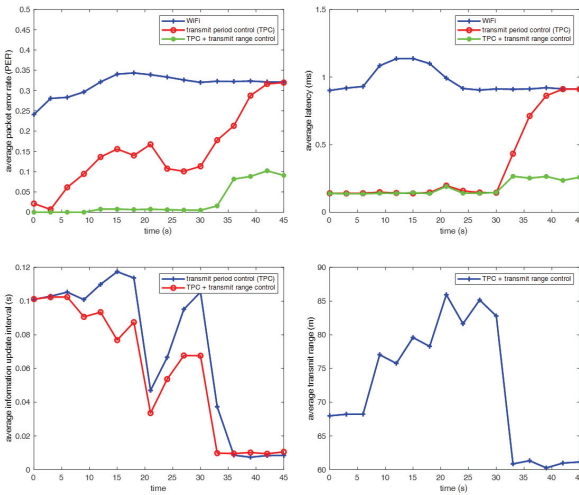 average packet error rate (PER)
0.5
0.45
0.4
0.35
0.3
0.25
0.2
0.15
0.1
0.05
0
0 5 10 15 20 25 30 35 40 45
time (s)
WiFi
transmit period control (TPC)
TPC + transmit range control
average latency (ms)
1.5
1
0.5
0
0 5 10 15 20 25 30 35 40 45
time (s)
WiFi
transmit period control (TPC)
TPC + transmit range control
average information update interval (s)
0.12
0.1
0.08
0.06
0.04
0.02
0
0 5 10 15 20 25 30 35 40 45
time
transmit period control (TPC)
TPC + transmit range control
average transmit range (m)
90
85
80
75
70
65
60
0 5 10 15 20 25 30 35 40 45
time (s)
TPC + transmit range control